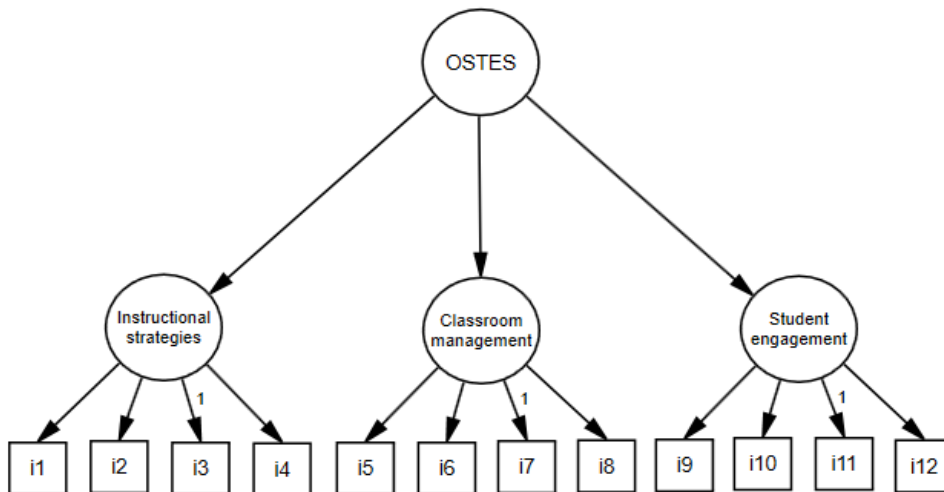 OSTES
Instructional
strategies
Classroom
management
Student
engagement
1
1
1
i1
i2
i3
i4
i5
i6
i7
i8
i9
i10
i11
i12